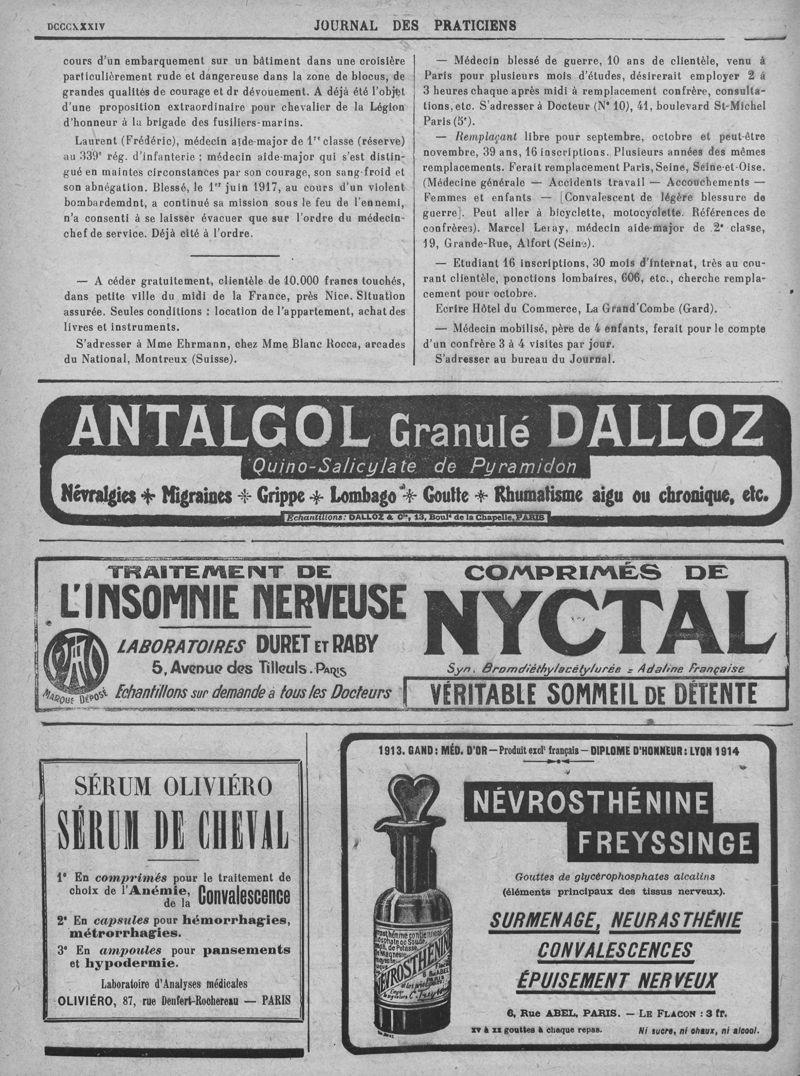 DCCCXXXIV
JOURNAL DES PRATICIENS
cours d'un embarquement sur un bâtiment dans une croisière
particulièrement rude et dangereuse dans la zone de blocus, de
grandes qualités de courage et dr dévouement. A déjà été l'objet
d'une proposition extraordinaire pour chevalier de la Légion
d'honneur à la brigade des fusiliers-marins.
Laurent (Frédéric), médecin aide-major de 1re classe (réserve)
au 339e rég. d'infanterie ; médecin aide-major qui s'est distin-
gué en maintes circonstances par son courage, son sang-froid et
son abnégation. Blessé, le 1er juin 1917, au cours d'un violent
bombardemdnt, a continué sa mission sous le feu de l'ennemi,
n'a consenti à se laisser évacuer que sur l'ordre du médecin-
chef de service. Déjà cité à l'ordre.
— A céder gratuitement, clientèle de 10.000 francs touchés,
dans petite ville du midi de la France, près Nice. Situation
assurée. Seules conditions : location de l'appartement, achat des
livres et instruments.
S'adresser à Mme Ehrmann, chez Mme Blanc Rocca, arcades
du National, Montreux (Suisse).
— Médecin blessé de guerre, 10 ans de clientèle, venu à
Paris pour plusieurs mois d'études, désirerait employer 2 à
3 heures chaque après midi à remplacement confrère, consulta-
tions, etc. S'adresser à Docteur (N° 10), 41, boulevard St-Michel
Paris (5e).
— Remplaçant libre pour septembre, octobre et peut-être
novembre, 39 ans, 16 inscriptions. Plusieurs années des mêmes
remplacements. Ferait remplacement Paris, Seine, Seine-et-Oise.
(Médecine générale — Accidents travail — Accouchements —
Femmes et enfants — [Convalescent de légère blessure de
guerre]. Peut aller à bicyclette, motocyclette. Références de
confrères). Marcel Leray, médecin aide-major de 2e classe,
19, Grande-Rue, Alfort (Seine).
— Etudiant 16 inscriptions, 30 mois d'internat, très au cou-
rant clientèle, ponctions lombaires, 606, etc., cherche rempla-
cement pour octobre.
Ecrire Hôtel du Commerce, La Grand'Combe (Gard).
— Médecin mobilisé, père de 4 enfants, ferait pour le compte
d'un confrère 3 à 4 visites par jour.
S'adresser au bureau du Journal.
ANTALGOL Granulé DALLOZ
Quino-Salicylate de Pyramidon
Névralgies ✳ Migraines ✳ Grippe ✳ Lombago ✳ Goutte ✳ Rhumatisme aigu ou chronique, etc.
Echantillons : DALLOZ & Cie, 13, Bould de la Chapelle, PARIS
TRAITEMENT DE
L'INSOMNIE NERVEUSE
LABORATOIRES DURET ET RABY
5, Avenue des Tilleuls. PARIS
MARQUE DÉPOSÉ
Echantillons sur demande à tous les Docteurs
COMPRIMÉS DE
NYCTAL
Syn. Bromdiéthylacétylurée = Adaline Française
VÉRITABLE SOMMEIL DE DÉTENTE
SÉRUM OLIVIÉRO
SÉRUM DE CHEVAL
1° En comprimés pour le traitement de
choix de l'Anémie, de la Convalescence
2° En capsules pour hémorrhagies,
métrorrhagies.
3° En ampoules pour pansements
et hypodermie.
Laboratoire d'Analyses médicales
OLIVIÉRO, 87, rue Denfert-Rochereau — PARIS
1913. GAND : MÉD. D'OR — Produit exclt français — DIPLOME D'HONNEUR : LYON 1914
NÉVROSTHÉNINE
FREYSSINGE
Gouttes de glycérophosphates alcalins
(éléments principaux des tissus nerveux).
SURMENAGE, NEURASTHÉNIE
CONVALESCENCES
ÉPUISEMENT NERVEUX
NÉVROSTHÉNINE
6, Rue ABEL, PARIS. — LE FLACON : 3 fr.
XV à XX gouttes à chaque repas.
Ni sucre, ni chaux, ni alcool.